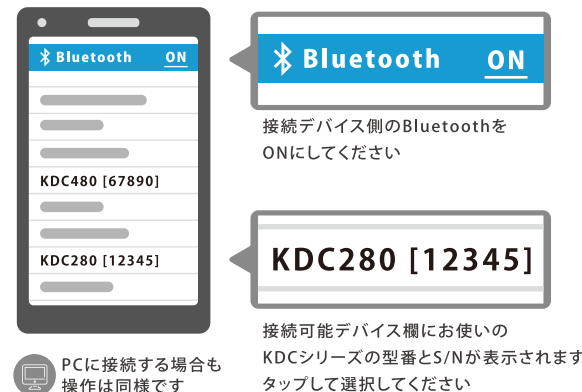 Bluetooth ON
KDC480 [67890]
KDC280 [12345]
Bluetooth ON
接続デバイス側のBluetoothを
ONにしてください
KDC280 [12345]
接続可能デバイス欄にお使いの
KDCシリーズの型番とS/Nが表示されます
タップして選択してください
PCに接続する場合も
操作は同様です